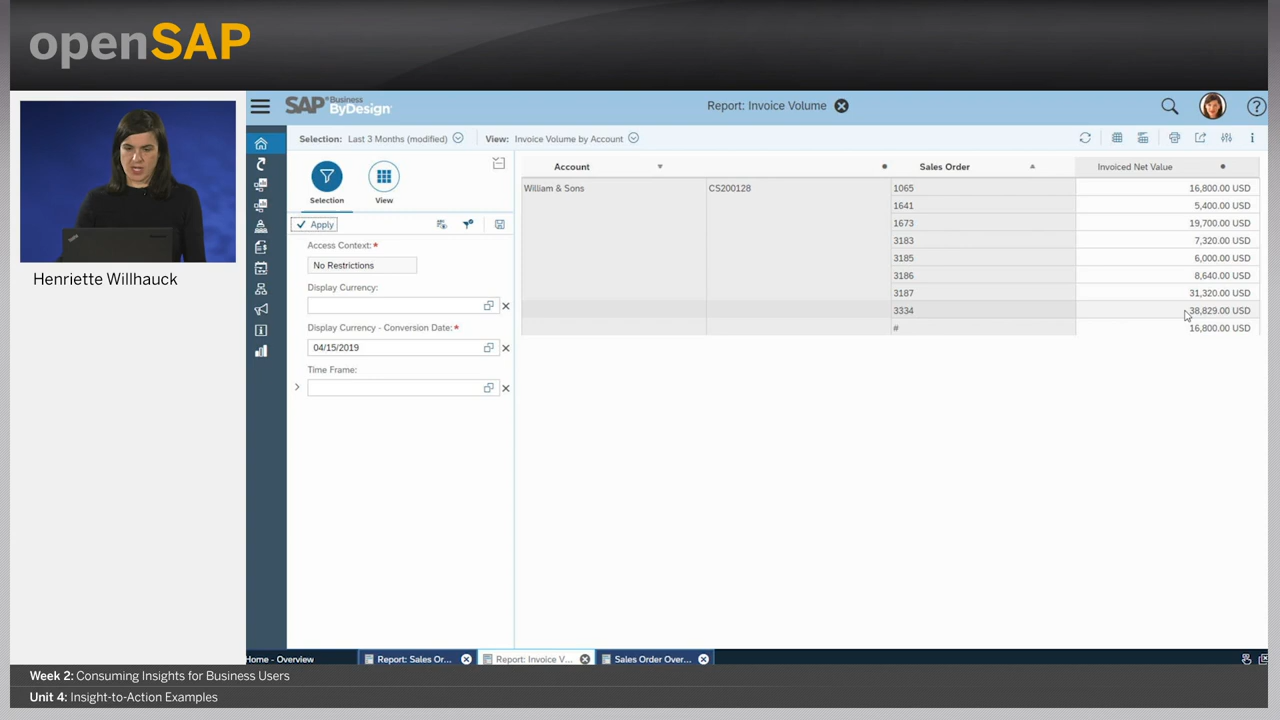 openSAP
SAP Business ByDesign
Report: Invoice Volume
Selection: Last 3 Months (modified)
View: Invoice Volume by Account
Selection
View
Apply
Access Context: *
No Restrictions
Display Currency:
Display Currency - Conversion Date: *
04/15/2019
Time Frame:
Account Sales Order Invoiced Net Value
William & Sons CS200128 1065 16,800.00 USD
1641 5,400.00 USD
1673 19,700.00 USD
3183 7,320.00 USD
3185 6,000.00 USD
3186 8,640.00 USD
3187 31,320.00 USD
3334 38,829.00 USD
# 16,800.00 USD
Henriette Willhauck
Home - Overview
Report: Sales Or...
Report: Invoice V...
Sales Order Over...
Week 2: Consuming Insights for Business Users
Unit 4: Insight-to-Action Examples